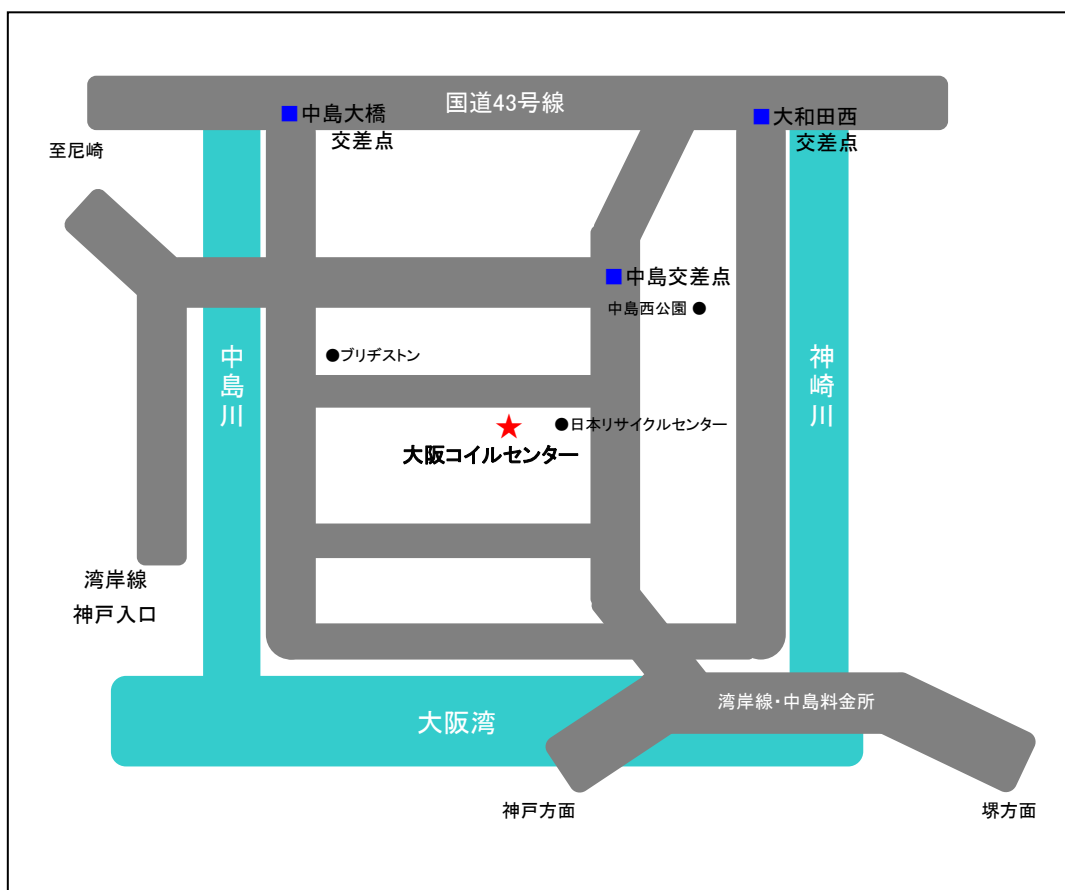 国道43号線
■中島大橋
交差点
■大和田西
交差点
至尼崎
■中島交差点
中島西公園 ●
●ブリヂストン
中島川
神崎川
★
●日本リサイクルセンター
大阪コイルセンター
湾岸線
神戸入口
湾岸線・中島料金所
大阪湾
神戸方面
堺方面